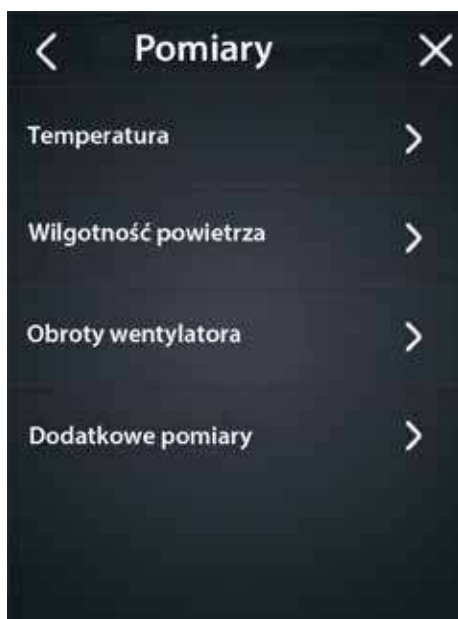 Pomiary
Temperatura
Wilgotność powietrza
Obroty wentylatora
Dodatkowe pomiary